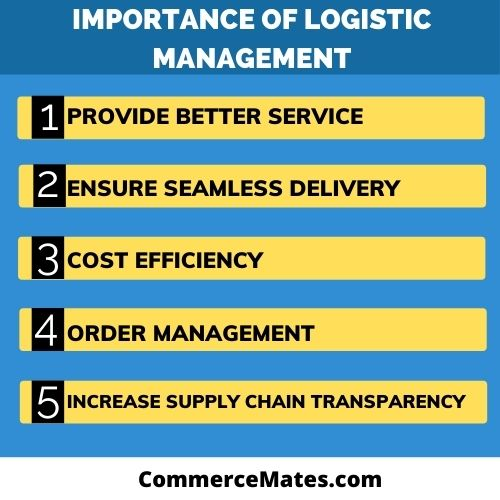 IMPORTANCE OF LOGISTIC
MANAGEMENT
1 PROVIDE BETTER SERVICE
2 ENSURE SEAMLESS DELIVERY
3 COST EFFICIENCY
4 ORDER MANAGEMENT
5 INCREASE SUPPLY CHAIN TRANSPARENCY
CommerceMates.com